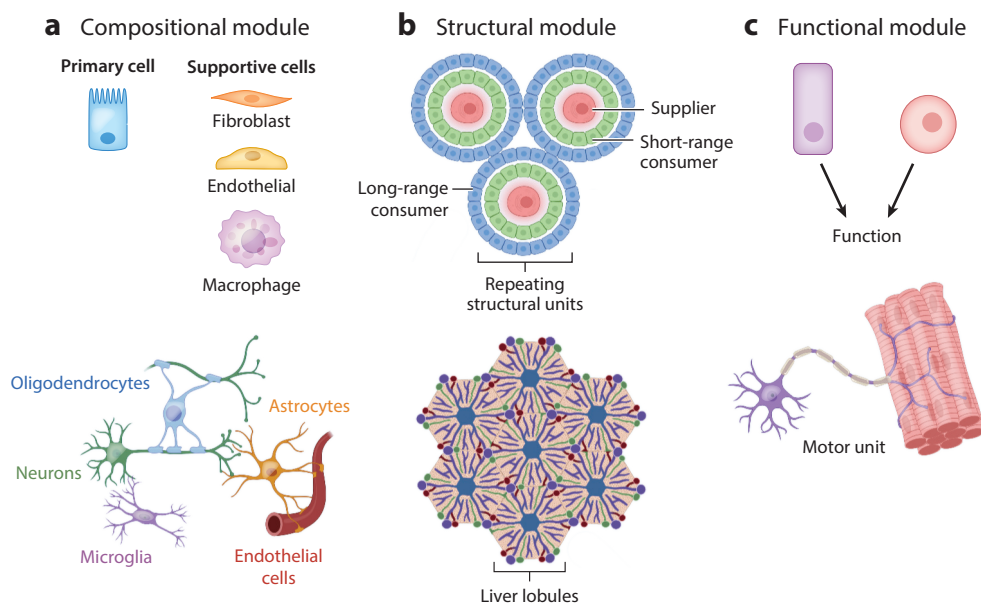 a Compositional module
Primary cell
Supportive cells
Fibroblast
Endothelial
Macrophage
Oligodendrocytes
Astrocytes
Neurons
Microglia
Endothelial
cells
b Structural module
Supplier
Short-range
consumer
Long-range
consumer
Repeating
structural units
Liver lobules
c Functional module
Function
Motor unit